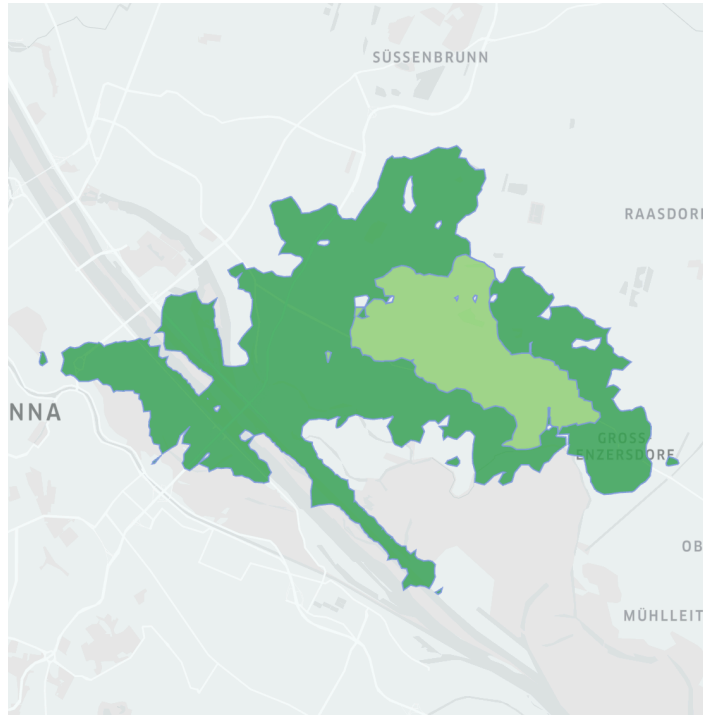 SÜSSENBRUNN
RAASDORF
NNA
GROSS-
ENZERSDORF
OB
MÜHLLEIT